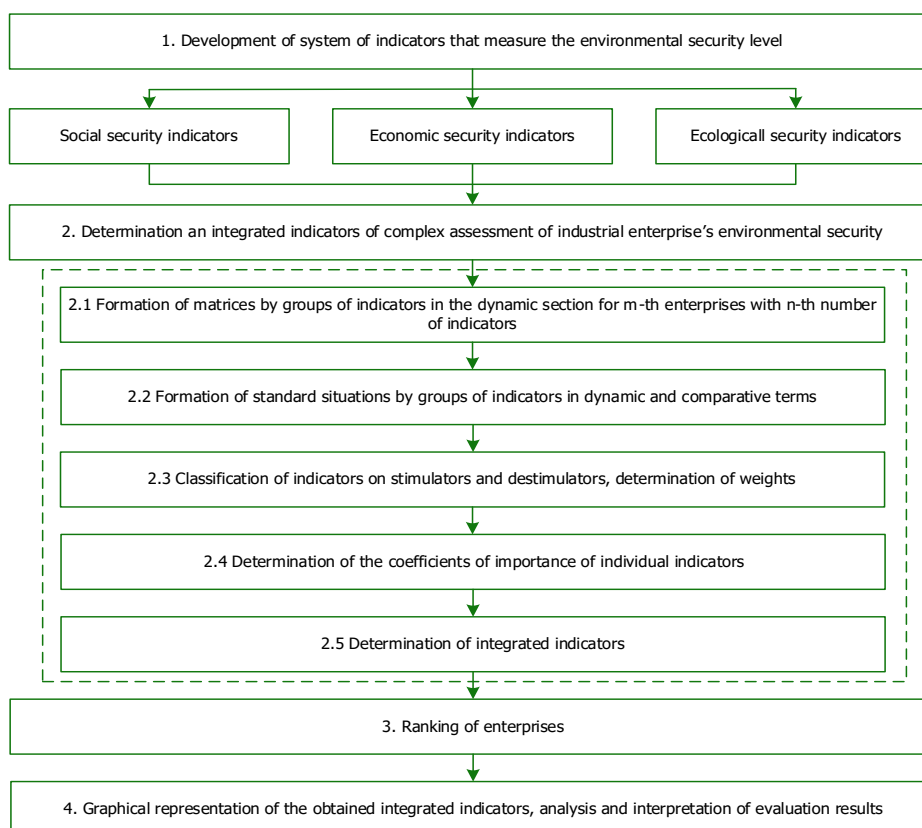 1. Development of system of indicators that measure the environmental security level
Social security indicators
Economic security indicators
Ecologicall security indicators
2. Determination an integrated indicators of complex assessment of industrial enterprise’s environmental security
2.1 Formation of matrices by groups of indicators in the dynamic section for m-th enterprises with n-th number
of indicators
2.2 Formation of standard situations by groups of indicators in dynamic and comparative terms
2.3 Classification of indicators on stimulators and destimulators, determination of weights
2.4 Determination of the coefficients of importance of individual indicators
2.5 Determination of integrated indicators
3. Ranking of enterprises
4. Graphical representation of the obtained integrated indicators, analysis and interpretation of evaluation results